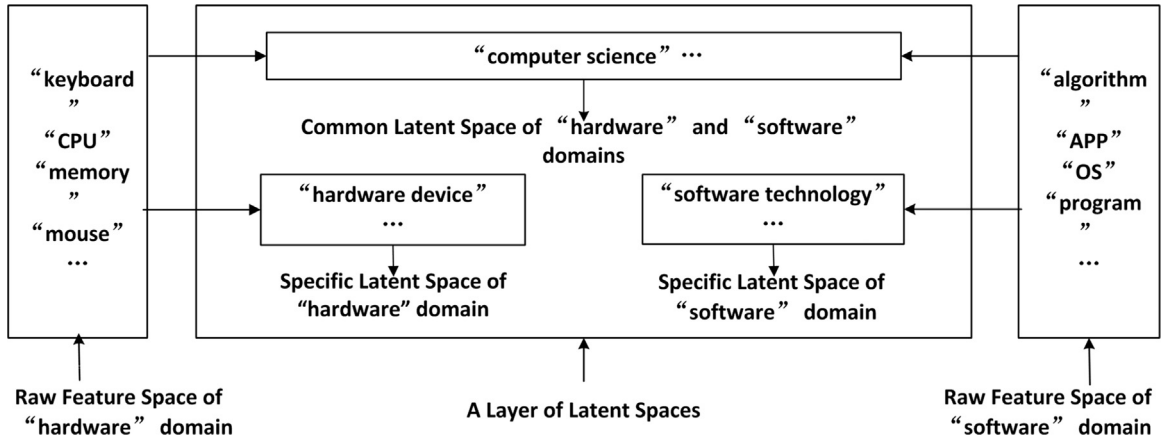 “keyboard
”
“CPU”
“memory
”
“mouse”
...
“computer science” ...
Common Latent Space of “hardware” and “software”
domains
“hardware device”
...
Specific Latent Space of
“hardware” domain
“software technology”
...
Specific Latent Space of
“software” domain
“algorithm
”
“APP”
“OS”
“program
”
...
Raw Feature Space of
“hardware” domain
A Layer of Latent Spaces
Raw Feature Space of
“software” domain